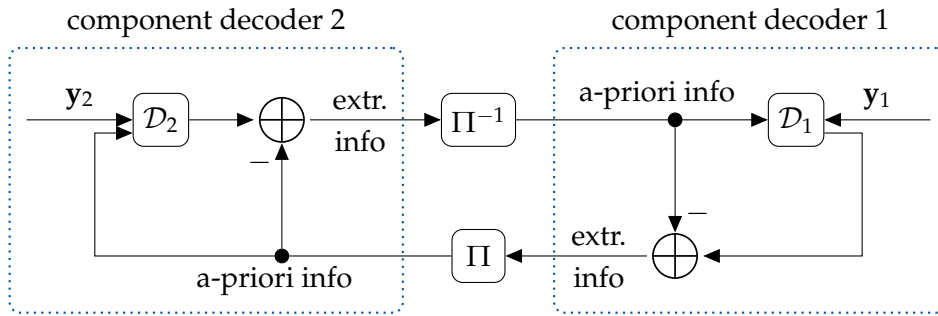 component decoder 2
component decoder 1
y₂
D₂
extr.
info
Π⁻¹
a-priori info
D₁
y₁
−
−
a-priori info
Π
extr.
info